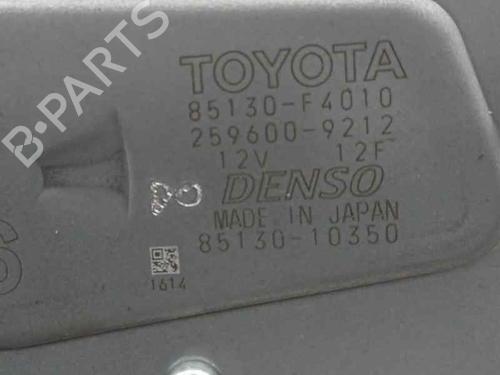 TOYOTA
85130-F4010
259600-9212
12V 12F
DENSO
MADE IN JAPAN
85130-10350
1614
B-PARTS